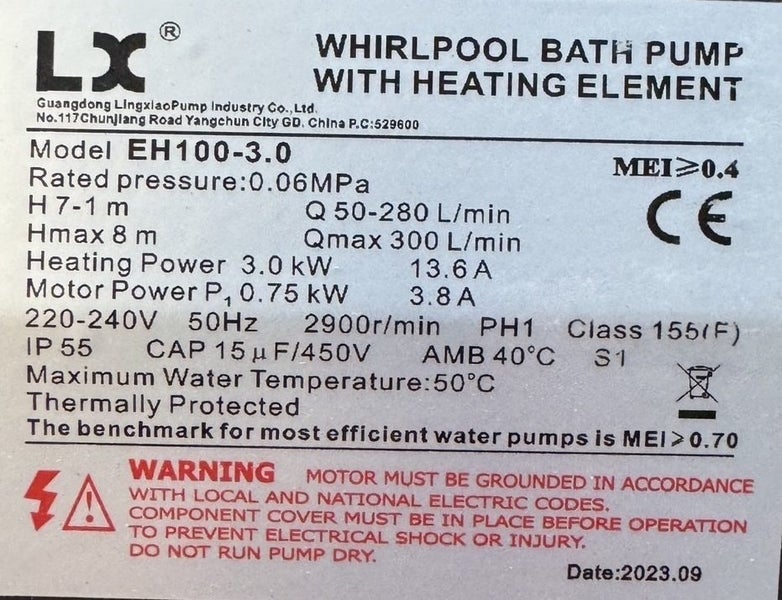 LX®
WHIRLPOOL BATH PUMP
WITH HEATING ELEMENT
Guangdong LingxiaoPump Industry Co.,Ltd.
No.117Chunjiang Road Yangchun City GD. China P.C:529600
Model EH100-3.0
MEI≥0.4
Rated pressure:0.06MPa
H 7-1 m Q 50-280 L/min
CE
Hmax 8 m Qmax 300 L/min
Heating Power 3.0 kW 13.6 A
Motor Power P1 0.75 kW 3.8 A
220-240V 50Hz 2900r/min PH1 Class 155(F)
IP 55 CAP 15μF/450V AMB 40°C S1
Maximum Water Temperature:50°C
Thermally Protected
The benchmark for most efficient water pumps is MEI≥0.70
WARNING MOTOR MUST BE GROUNDED IN ACCORDANCE
WITH LOCAL AND NATIONAL ELECTRIC CODES.
COMPONENT COVER MUST BE IN PLACE BEFORE OPERATION
TO PREVENT ELECTRICAL SHOCK OR INJURY.
DO NOT RUN PUMP DRY.
Date:2023.09